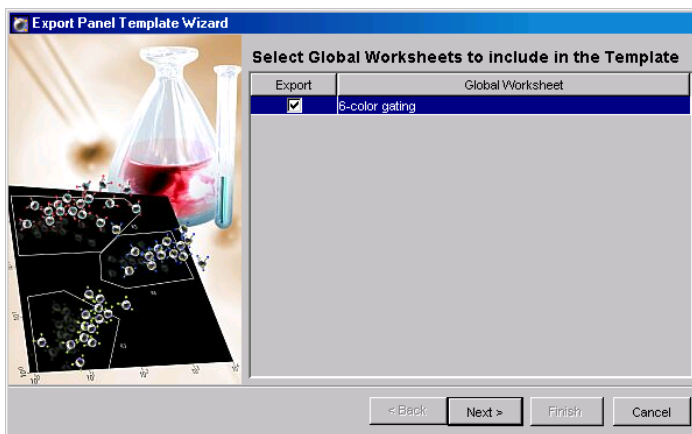 Export Panel Template Wizard
Select Global Worksheets to include in the Template
Export Global Worksheet
6-color gating
< Back Next > Finish Cancel